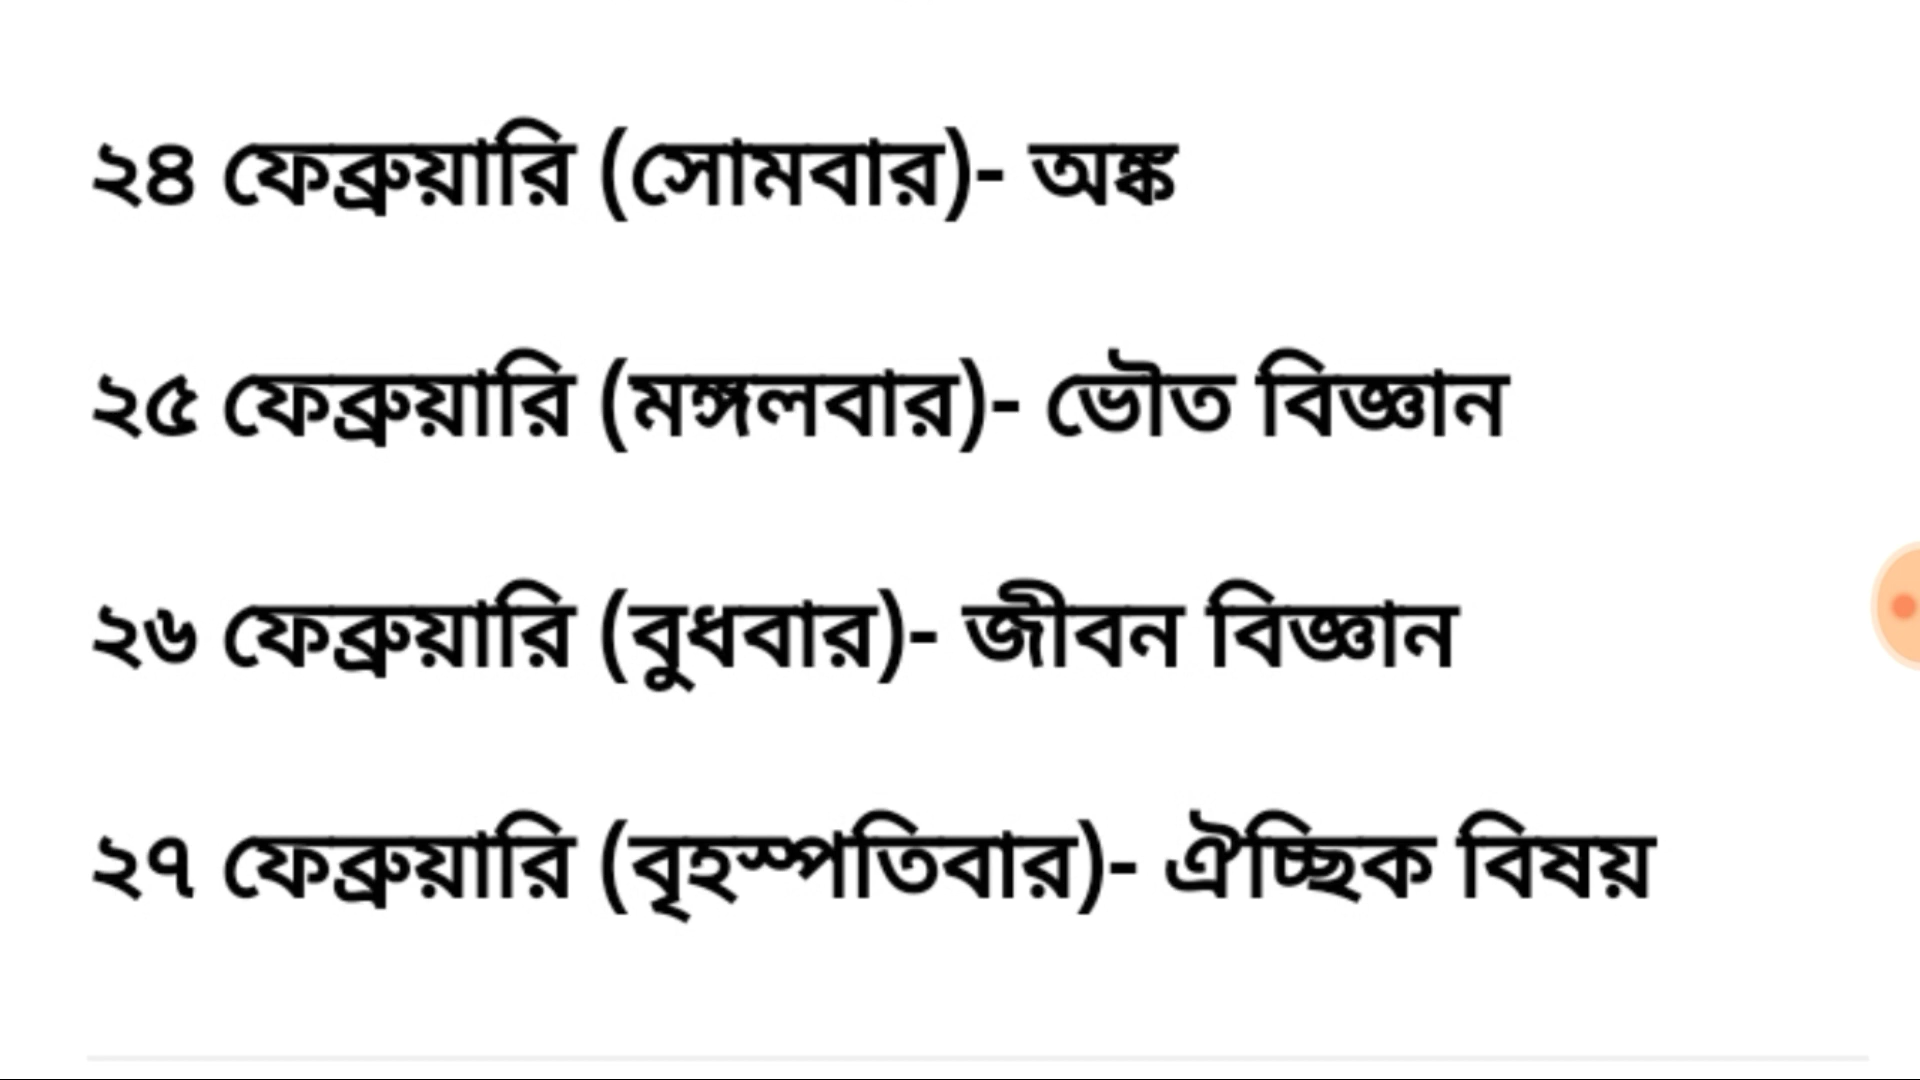 ২৪ ফেব্রুয়ারি (সোমবার)- অঙ্ক
২৫ ফেব্রুয়ারি (মঙ্গলবার)- ভৌত বিজ্ঞান
২৬ ফেব্রুয়ারি (বুধবার)- জীবন বিজ্ঞান
২৭ ফেব্রুয়ারি (বৃহস্পতিবার)- ঐচ্ছিক বিষয়